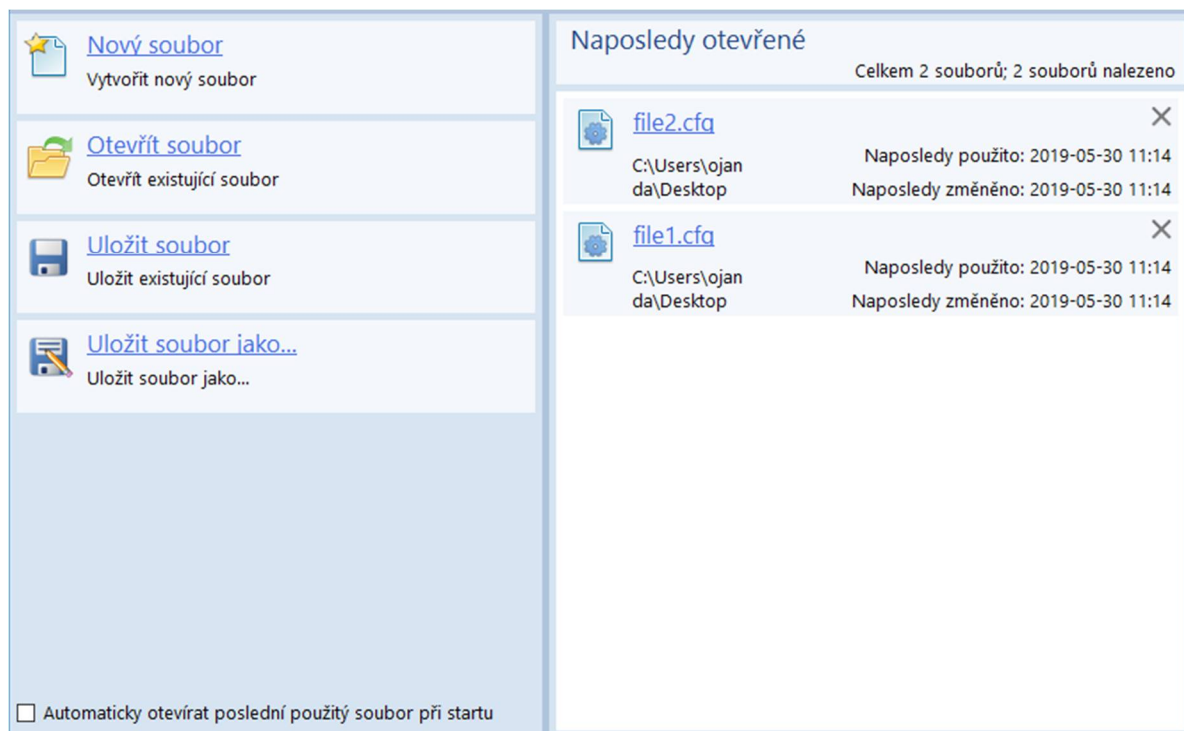 Nový soubor
Vytvořit nový soubor
Otevřít soubor
Otevřít existující soubor
Uložit soubor
Uložit existující soubor
Uložit soubor jako...
Uložit soubor jako...
Automaticky otevírat poslední použitý soubor při startu
Naposledy otevřené
Celkem 2 souborů; 2 souborů nalezeno
file2.cfg
C:\Users\ojan
da\Desktop
Naposledy použito: 2019-05-30 11:14
Naposledy změněno: 2019-05-30 11:14
file1.cfg
C:\Users\ojan
da\Desktop
Naposledy použito: 2019-05-30 11:14
Naposledy změněno: 2019-05-30 11:14